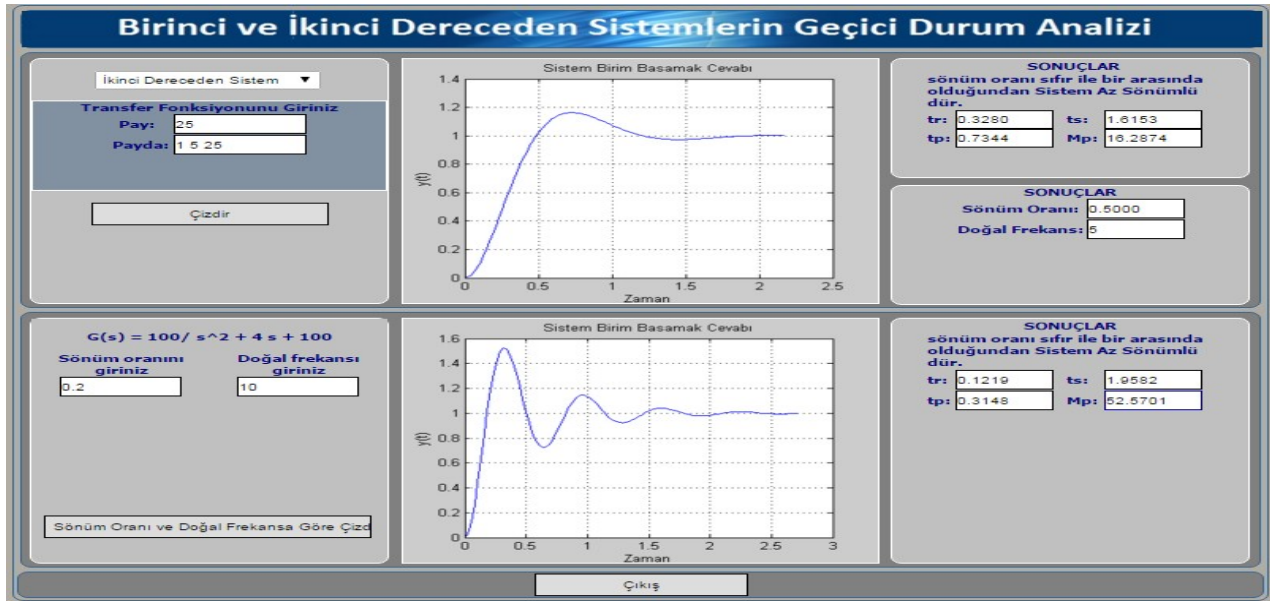 Birinci ve İkinci Dereceden Sistemlerin Geçici Durum Analizi
İkinci Dereceden Sistem ▼
Transfer Fonksiyonunu Giriniz
Pay: 25
Payda: 1 5 25
Çizdir
Sistem Birim Basamak Cevabı
1.4
1.2
1
0.8
0.6
0.4
0.2
0
y(t)
0 0.5 1 1.5 2 2.5
Zaman
SONUÇLAR
sönüm oranı sıfır ile bir arasında
olduğundan Sistem Az Sönümlü
dür.
tr: 0.3280 ts: 1.6153
tp: 0.7344 Mp: 16.2874
SONUÇLAR
Sönüm Oranı: 0.5000
Doğal Frekans: 5
G(s) = 100/ s^2 + 4 s + 100
Sönüm oranını Doğal frekansı
giriniz giriniz
0.2 10
Sönüm Oranı ve Doğal Frekansa Göre Çizd
Sistem Birim Basamak Cevabı
1.6
1.4
1.2
1
0.8
0.6
0.4
0.2
0
y(t)
0 0.5 1 1.5 2 2.5 3
Zaman
SONUÇLAR
sönüm oranı sıfır ile bir arasında
olduğundan Sistem Az Sönümlü
dür.
tr: 0.1219 ts: 1.9582
tp: 0.3148 Mp: 52.5701
Çıkış